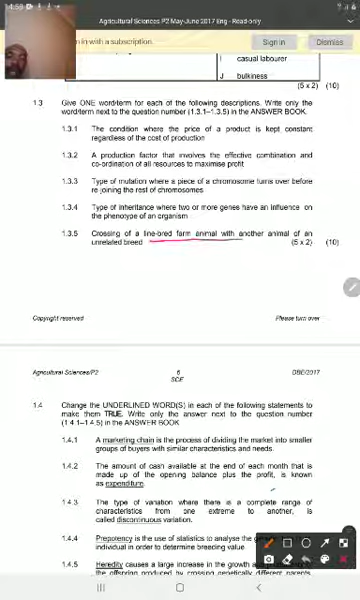 14:58
Agricultural Sciences P2 May-June 2017 Eng - Read-only
in with a subscription.
Sign in
Dismiss
I casual labourer
J bulkiness
(5 x 2) (10)
1.3 Give ONE word/term for each of the following descriptions. Write only the
word/term next to the question number (1.3.1–1.3.5) in the ANSWER BOOK.
1.3.1 The condition where the price of a product is kept constant
regardless of the cost of production
1.3.2 A production factor that involves the effective combination and
co-ordination of all resources to maximise profit
1.3.3 Type of mutation where a piece of a chromosome turns over before
re joining the rest of chromosomes
1.3.4 Type of inheritance where two or more genes have an influence on
the phenotype of an organism
1.3.5 Crossing of a line-bred farm animal with another animal of an
unrelated breed (5 x 2) (10)
Copyright reserved Please turn over
Agricultural Sciences/P2 6 DBE/2017
SCE
1.4 Change the UNDERLINED WORD(S) in each of the following statements to
make them TRUE. Write only the answer next to the question number
(1.4.1–1.4.5) in the ANSWER BOOK
1.4.1 A marketing chain is the process of dividing the market into smaller
groups of buyers with similar characteristics and needs.
1.4.2 The amount of cash available at the end of each month that is
made up of the opening balance plus the profit, is known
as expenditure.
1.4.3 The type of variation where there is a complete range of
characteristics from one extreme to another, is
called discontinuous variation.
1.4.4 Prepotency is the use of statistics to analyse the
individual in order to determine breeding value
1.4.5 Heredity causes a large increase in the growth
the offspring produced by crossing genetically different parents